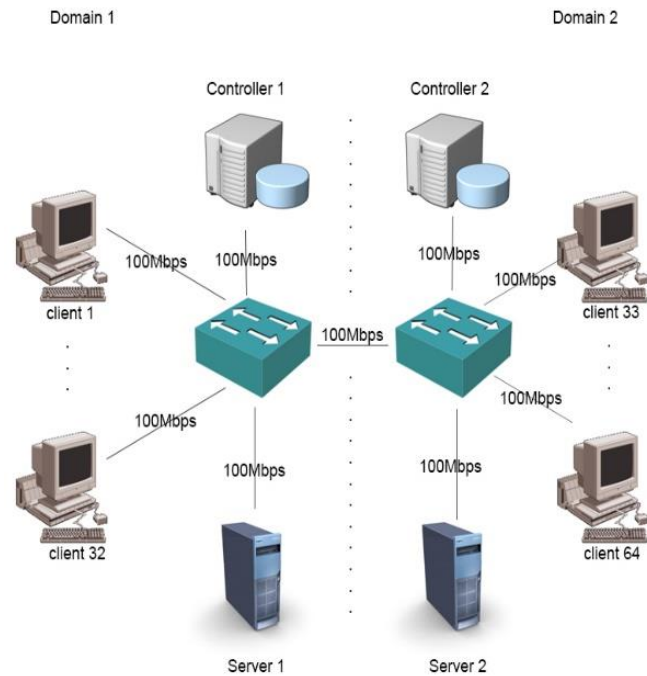 Domain 1
Domain 2
Controller 1
Controller 2
100Mbps
100Mbps
100Mbps
100Mbps
client 1
client 33
100Mbps
100Mbps
100Mbps
100Mbps
100Mbps
client 32
client 64
Server 1
Server 2